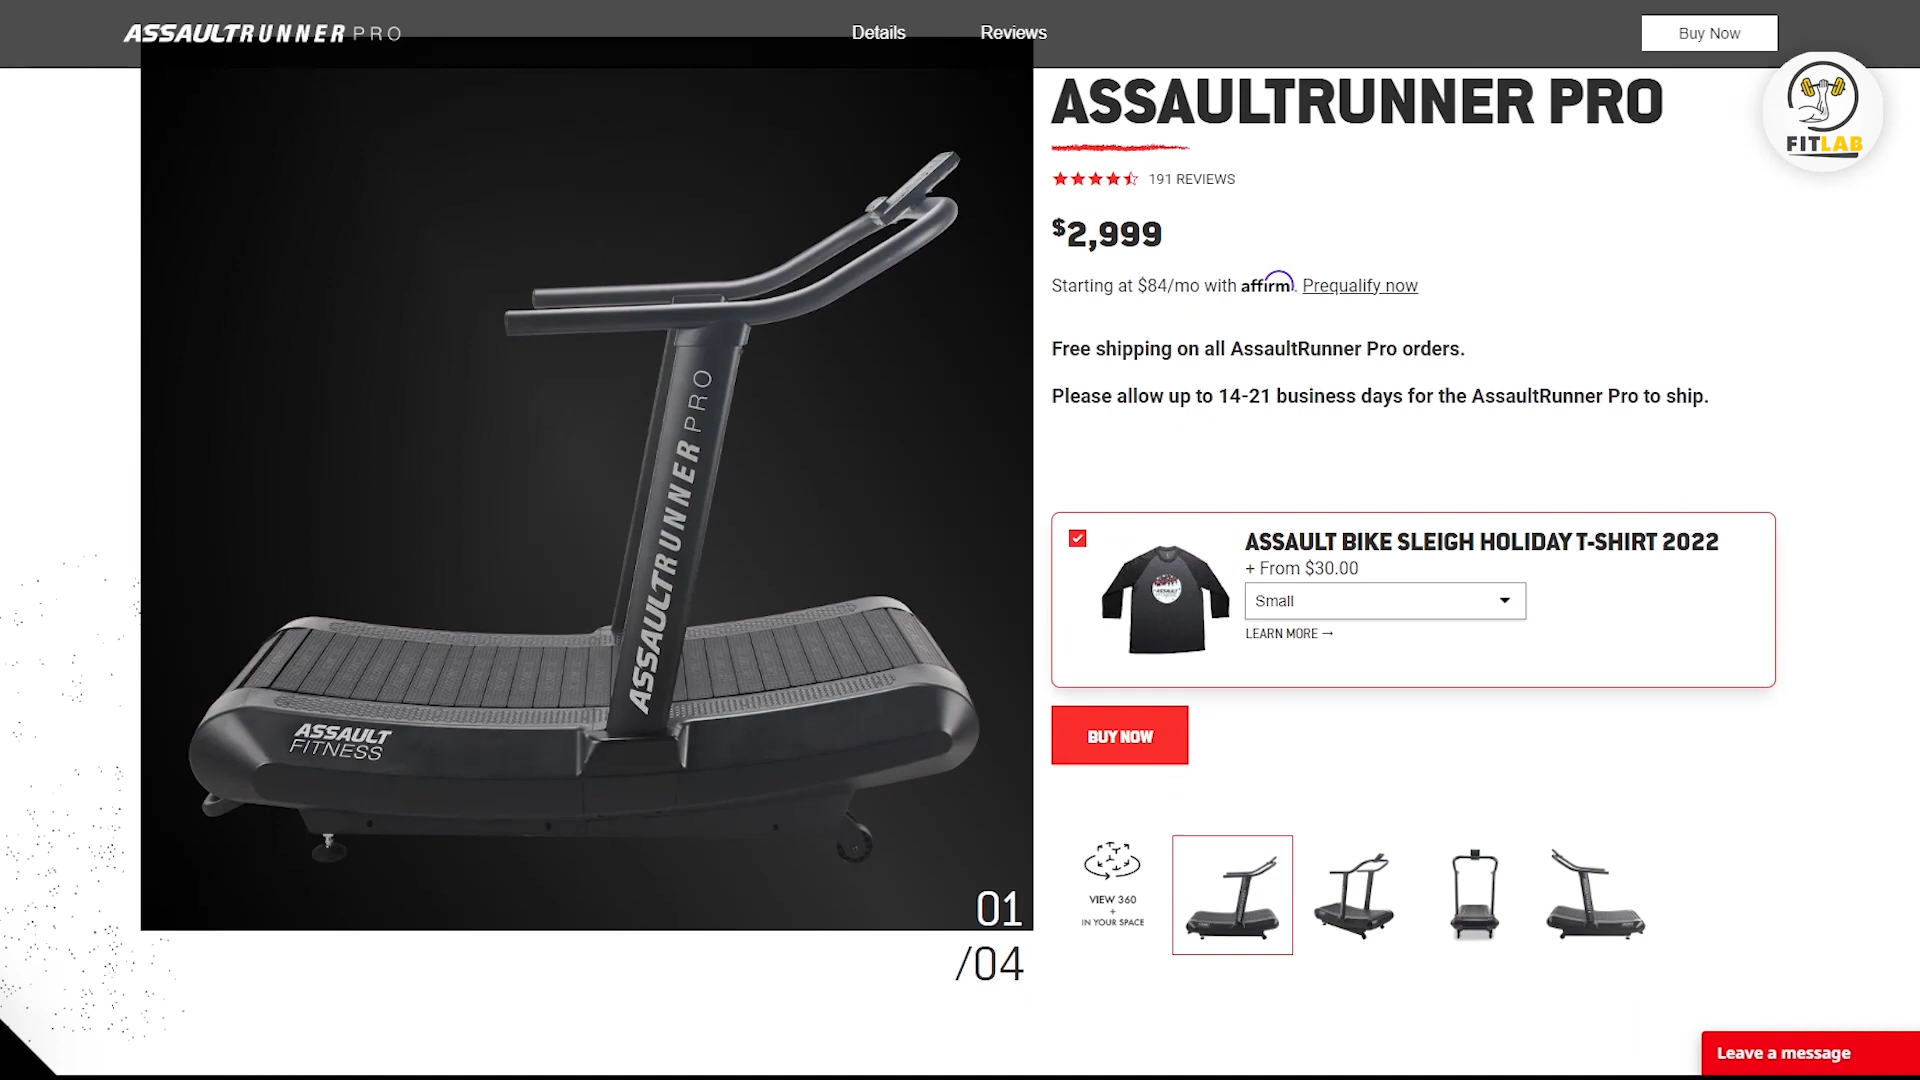 ASSAULTRUNNER PRO
Details
Reviews
Buy Now
FITLAB
ASSAULTRUNNER PRO
191 REVIEWS
$2,999
Starting at $84/mo with affirm. Prequalify now
Free shipping on all AssaultRunner Pro orders.
Please allow up to 14-21 business days for the AssaultRunner Pro to ship.
ASSAULTRUNNER PRO
ASSAULT
FITNESS
ASSAULT BIKE SLEIGH HOLIDAY T-SHIRT 2022
+ From $30.00
Small
LEARN MORE →
BUY NOW
VIEW 360
+
IN YOUR SPACE
01
/04
Leave a message